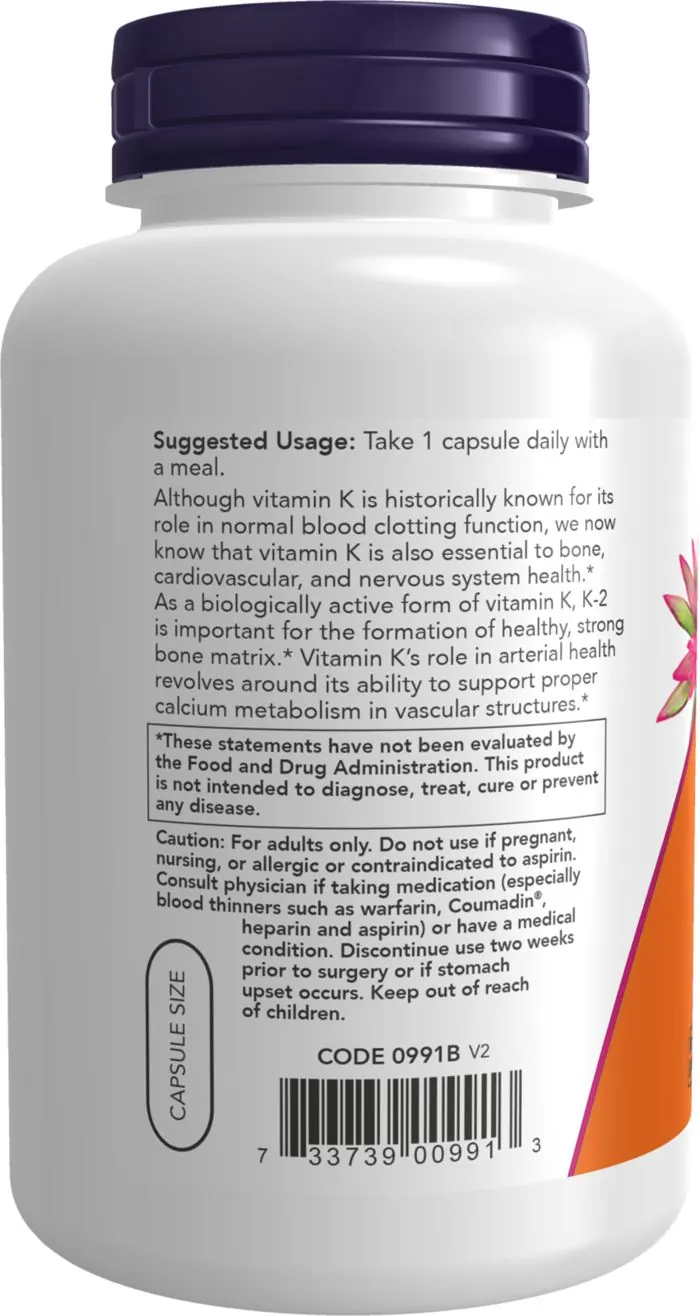 Suggested Usage: Take 1 capsule daily with
a meal.
Although vitamin K is historically known for its
role in normal blood clotting function, we now
know that vitamin K is also essential to bone,
cardiovascular, and nervous system health.*
As a biologically active form of vitamin K, K-2
is important for the formation of healthy, strong
bone matrix.* Vitamin K's role in arterial health
revolves around its ability to support proper
calcium metabolism in vascular structures.*
*These statements have not been evaluated by
the Food and Drug Administration. This product
is not intended to diagnose, treat, cure or prevent
any disease.
Caution: For adults only. Do not use if pregnant,
nursing, or allergic or contraindicated to aspirin.
Consult physician if taking medication (especially
blood thinners such as warfarin, Coumadin®,
heparin and aspirin) or have a medical
condition. Discontinue use two weeks
prior to surgery or if stomach
upset occurs. Keep out of reach
of children.
CAPSULE SIZE
CODE 0991B V2
7 33739 00991 3